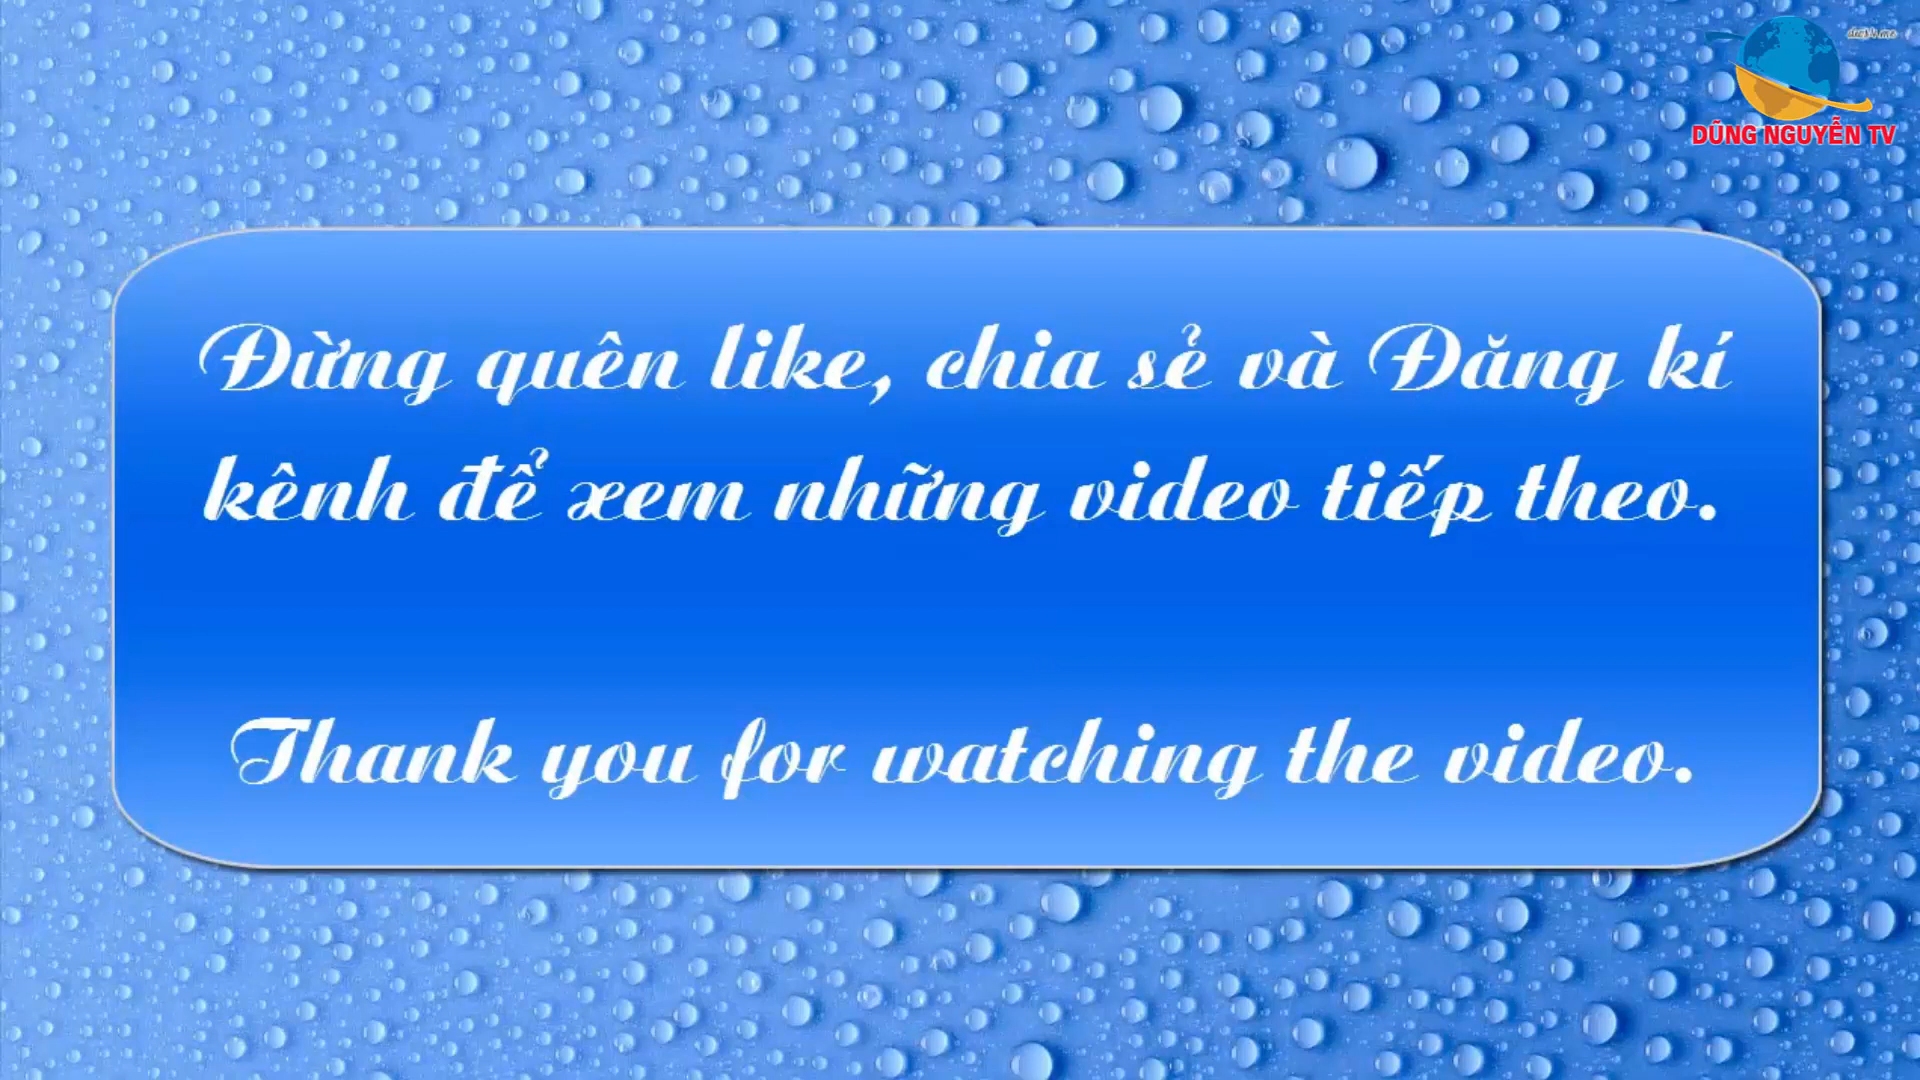 DŨNG NGUYỄN TV
Đừng quên like, chia sẻ và Đăng kí
kênh để xem những video tiếp theo.
Thank you for watching the video.